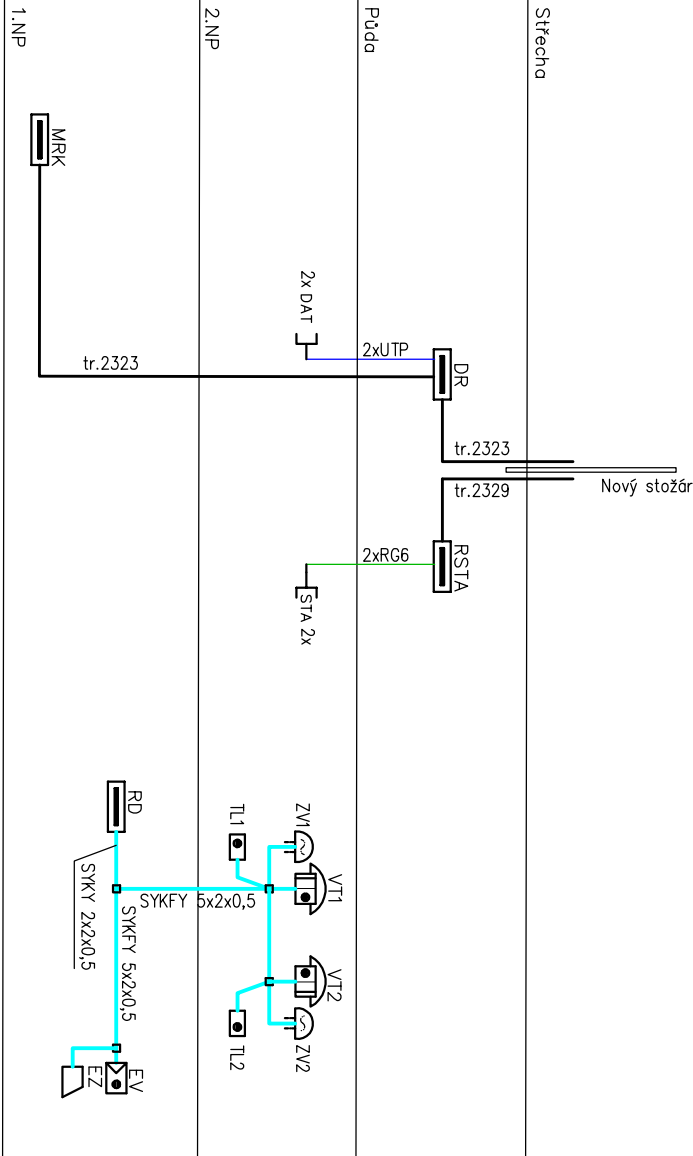 Střecha
Půda
2.NP
1.NP
MRK
tr.2323
2x DAT
2xUTP
DR
tr.2323
tr.2329
Nový stožár
RSTA
2xRG6
STA 2x
RD
SYKY 2x2x0,5
SYKFY 5x2x0,5
SYKFY 5x2x0,5
TL1
ZV1
VT1
VT2
TL2
ZV2
EV
EZ